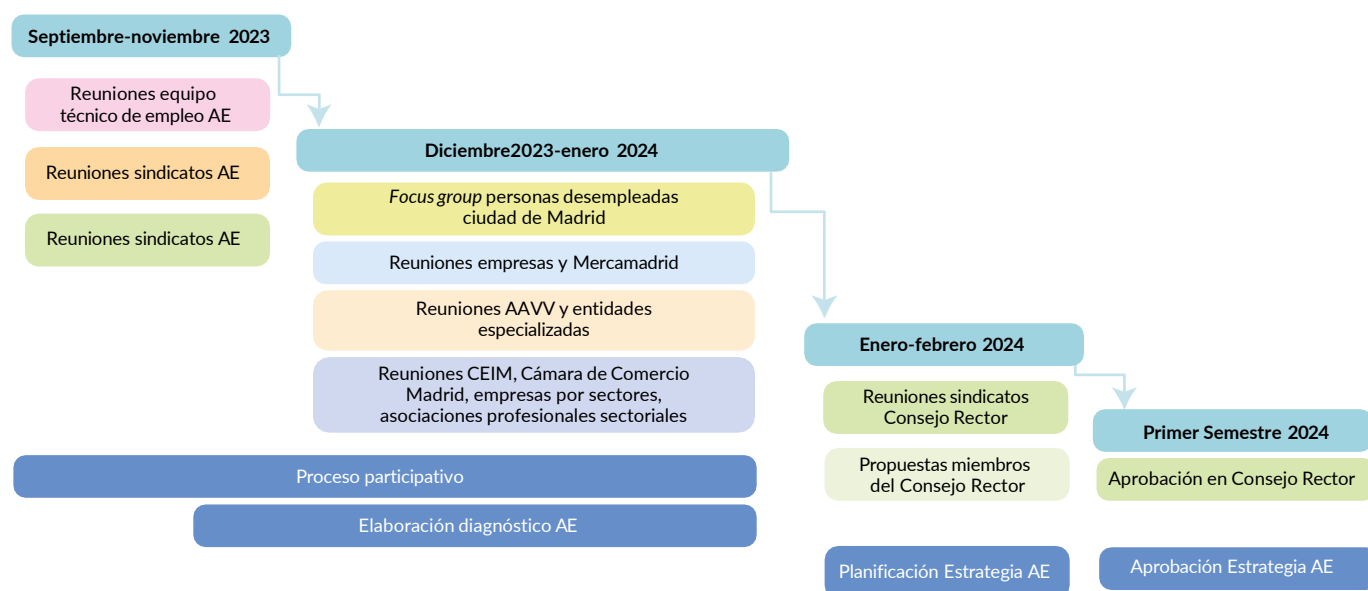 Septiembre-noviembre 2023
Reuniones equipo
técnico de empleo AE
Reuniones sindicatos AE
Reuniones sindicatos AE
Diciembre2023-enero 2024
Focus group personas desempleadas
ciudad de Madrid
Reuniones empresas y Mercamadrid
Reuniones AAVV y entidades
especializadas
Reuniones CEIM, Cámara de Comercio
Madrid, empresas por sectores,
asociaciones profesionales sectoriales
Enero-febrero 2024
Reuniones sindicatos
Consejo Rector
Propuestas miembros
del Consejo Rector
Primer Semestre 2024
Aprobación en Consejo Rector
Proceso participativo
Elaboración diagnóstico AE
Planificación Estrategia AE
Aprobación Estrategia AE